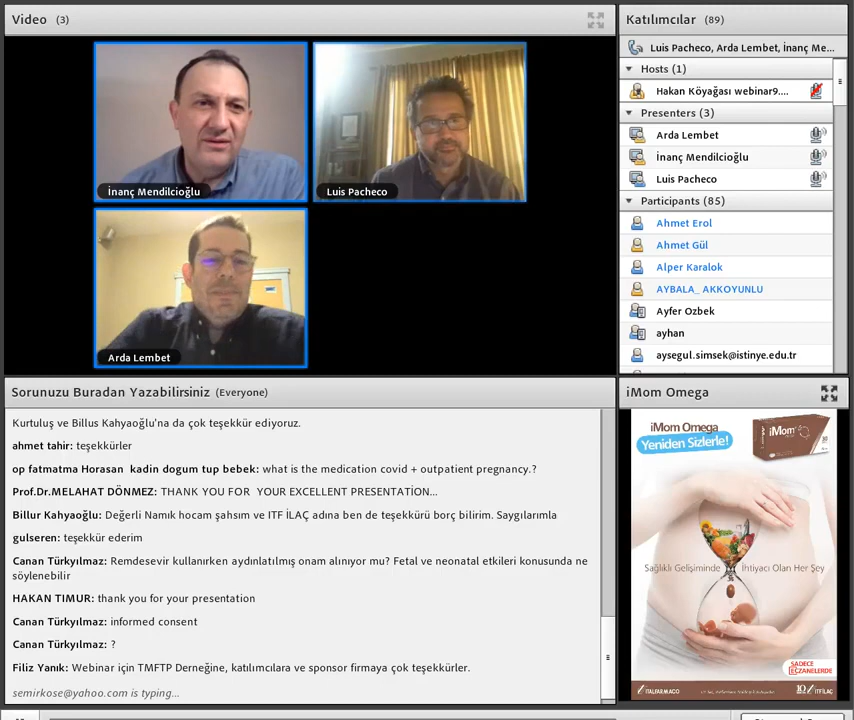 Video (3)
İnanç Mendilcioğlu
Luis Pacheco
Arda Lembet
Katılımcılar (89)
Luis Pacheco, Arda Lembet, İnanç Me...
Hosts (1)
Hakan Köyağası webinar9....
Presenters (3)
Arda Lembet
İnanç Mendilcioğlu
Luis Pacheco
Participants (85)
Ahmet Erol
Ahmet Gül
Alper Karalok
AYBALA_ AKKOYUNLU
Ayfer Ozbek
ayhan
aysegul.simsek@istinye.edu.tr
Sorunuzu Buradan Yazabilirsiniz (Everyone)
Kurtuluş ve Billus Kahyaoğlu'na da çok teşekkür ediyoruz.
ahmet tahir: teşekkürler
op fatmatma Horasan kadin dogum tup bebek: what is the medication covid + outpatient pregnancy.?
Prof.Dr.MELAHAT DÖNMEZ: THANK YOU FOR YOUR EXCELLENT PRESENTATİON...
Billur Kahyaoğlu: Değerli Namık hocam şahsım ve ITF İLAÇ adına ben de teşekkürü borç bilirim. Saygılarımla
gulseren: teşekkür ederim
Canan Türkyılmaz: Remdesevir kullanırken aydınlatılmış onam alınıyor mu? Fetal ve neonatal etkileri konusunda ne
söylenebilir
HAKAN TIMUR: thank you for your presentation
Canan Türkyılmaz: informed consent
Canan Türkyılmaz: ?
Filiz Yanık: Webinar için TMFTP Derneğine, katılımcılara ve sponsor firmaya çok teşekkürler.
semirkose@yahoo.com is typing...
iMom Omega
iMom Omega
Yeniden Sizlerle!
iMom
Sağlıklı Gelişiminde İhtiyacı Olan Her Şey
SADECE
ECZANELERDE
ITALFARMACO
ITFİLAÇ